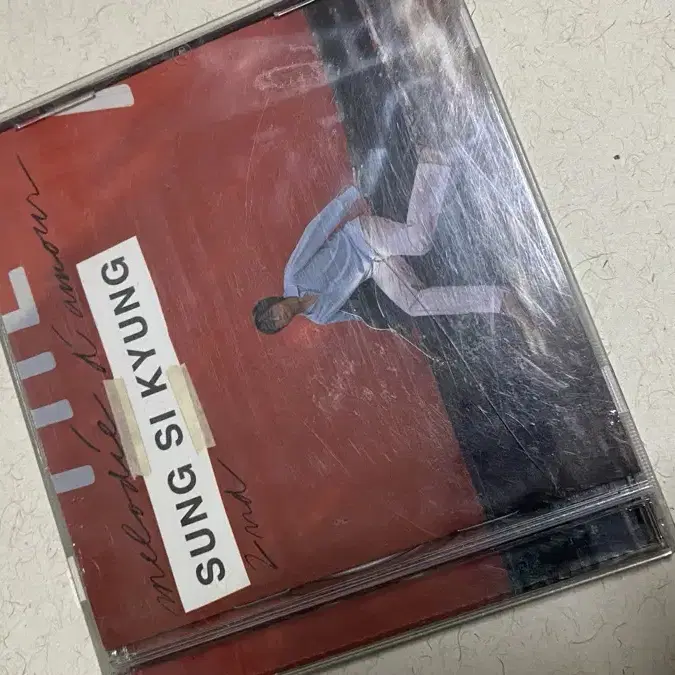 melodie d'amour
SUNG SI KYUNG
2nd